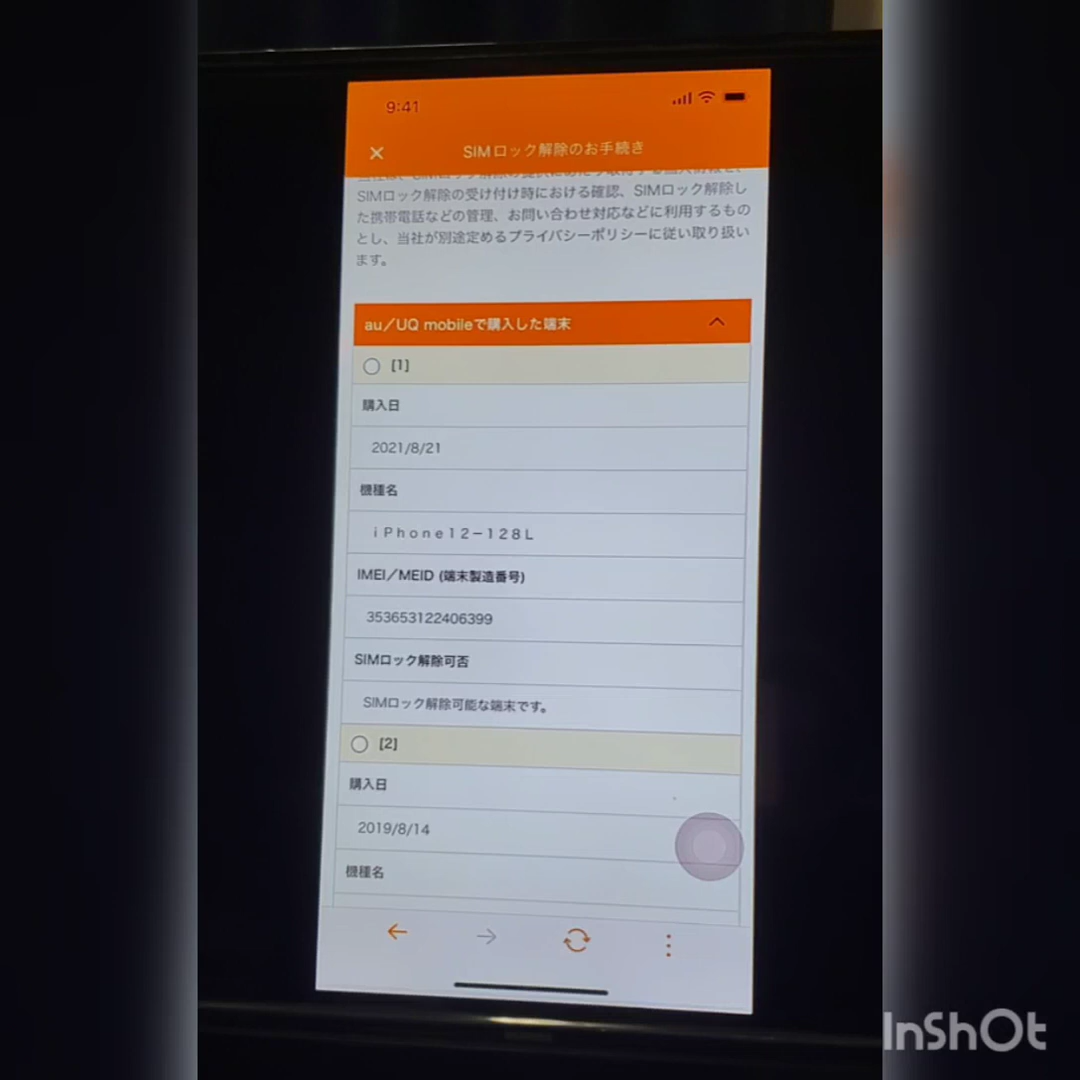 9:41
SIMロック解除のお手続き
SIMロック解除の受け付け時における確認、SIMロック解除し
た携帯電話などの管理、お問い合わせ対応などに利用するもの
とし、当社が別途定めるプライバシーポリシーに従い取り扱い
ます。
au／UQ mobileで購入した端末
[1]
購入日
2021/8/21
機種名
ｉＰｈｏｎｅ１２－１２８Ｌ
IMEI／MEID (端末製造番号)
353653122406399
SIMロック解除可否
SIMロック解除可能な端末です。
[2]
購入日
2019/8/14
機種名
InShOt